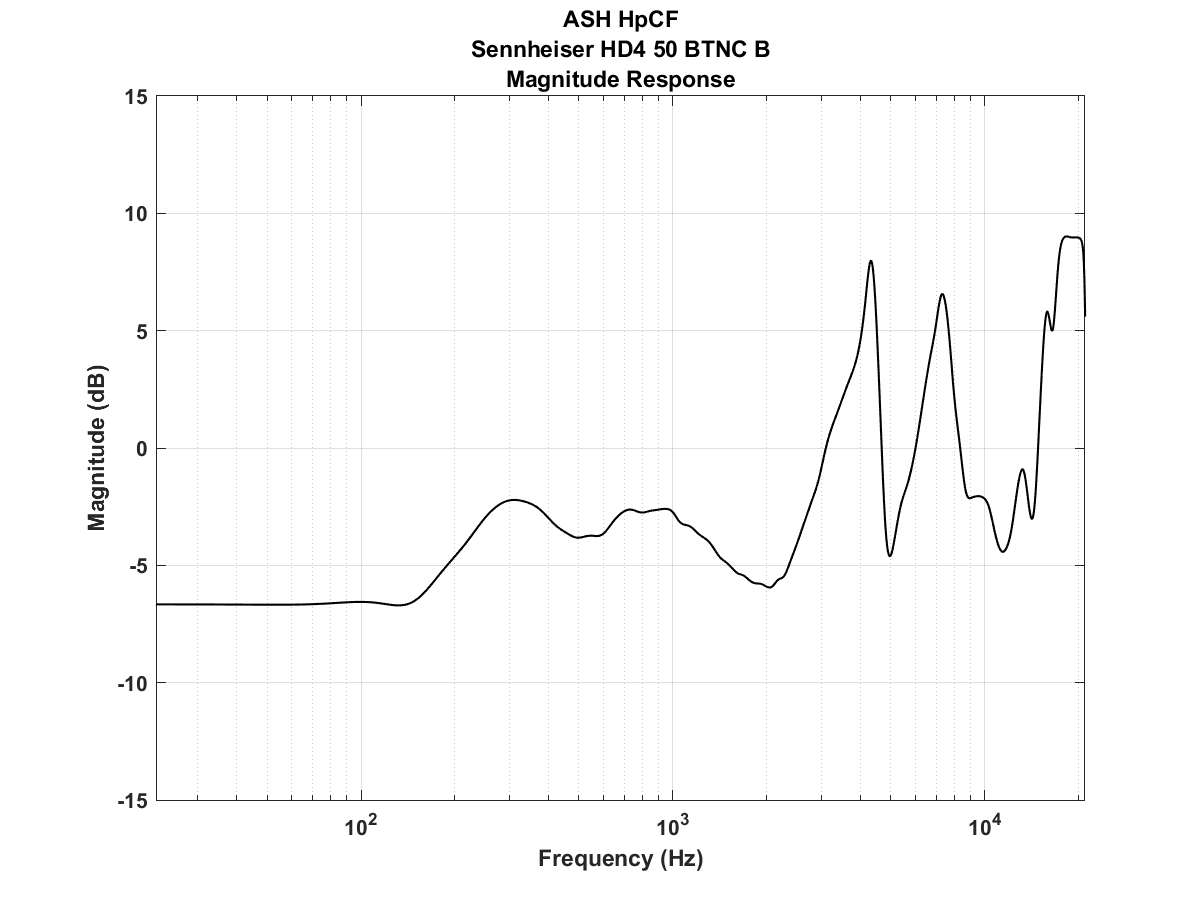 ASH HpCF
Sennheiser HD4 50 BTNC B
Magnitude Response
15
10
5
0
-5
-10
-15
Magnitude (dB)
10²
10³
10⁴
Frequency (Hz)